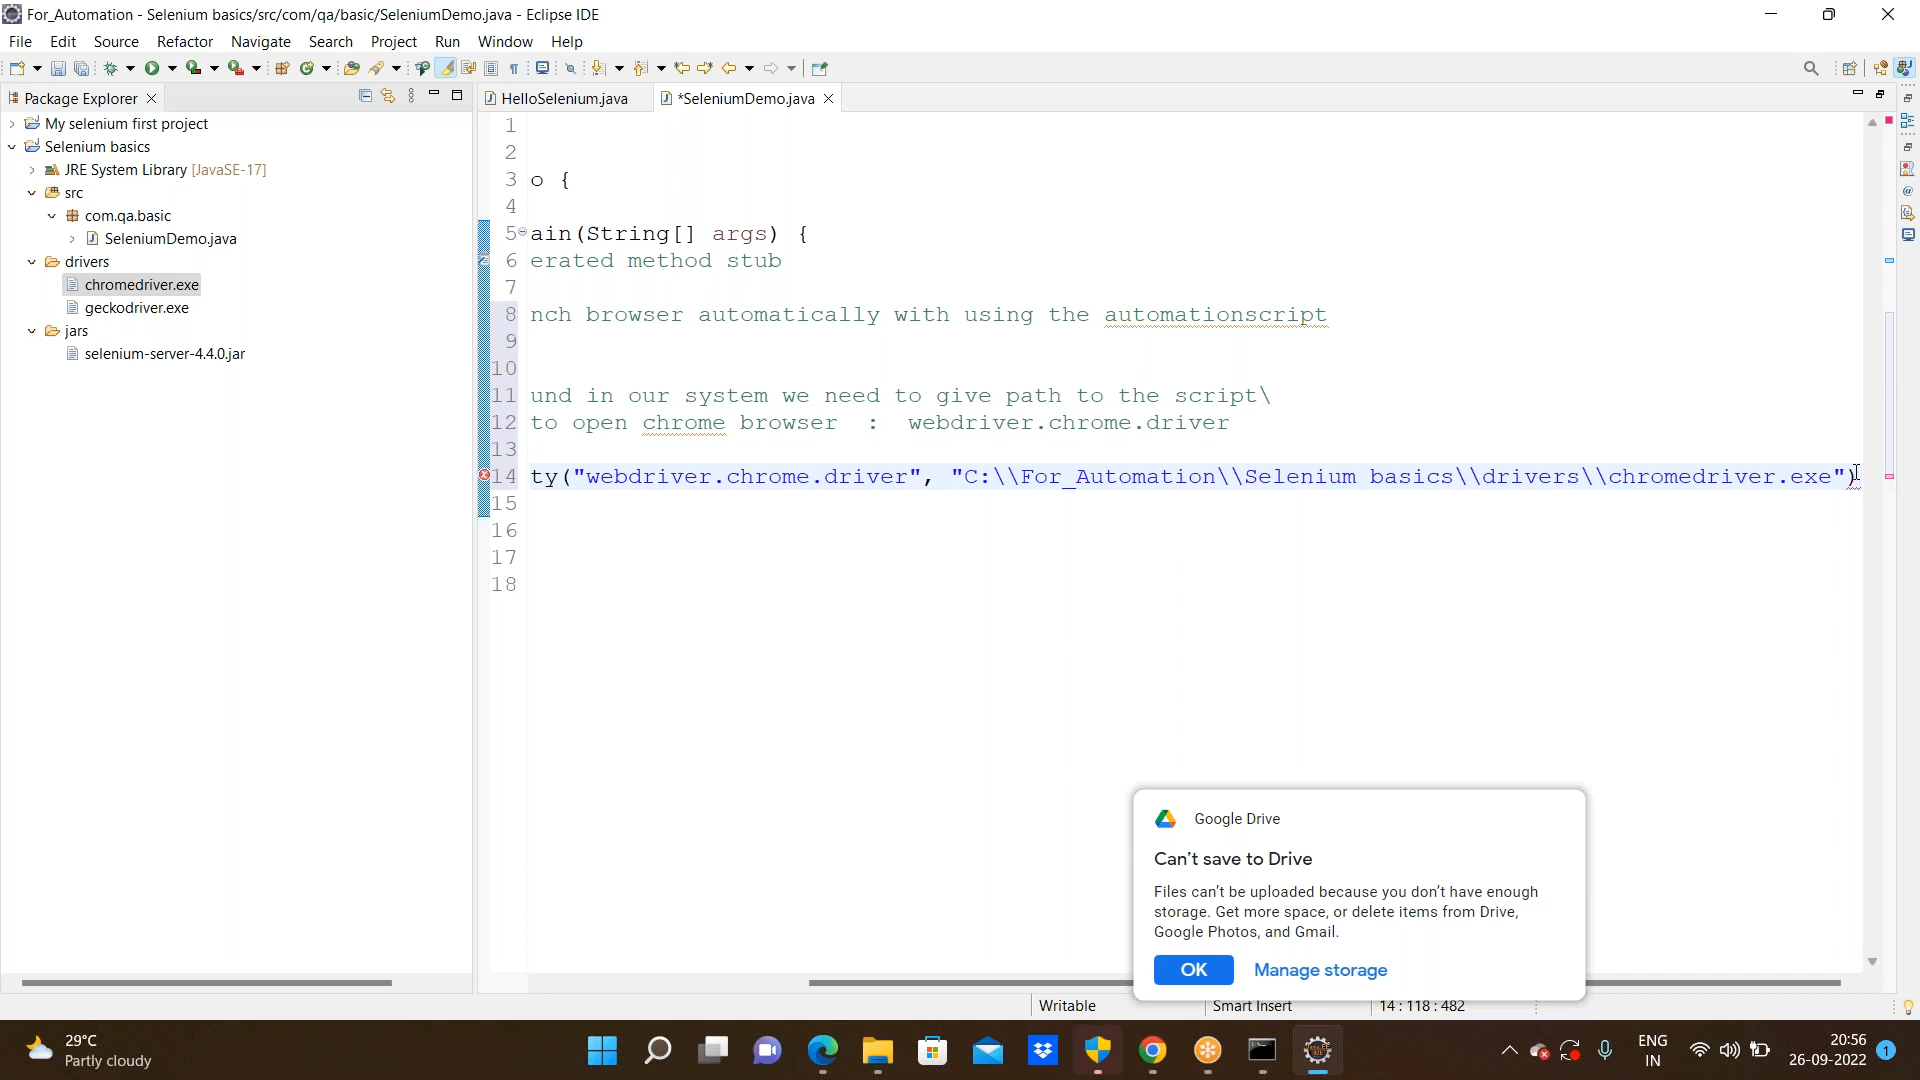 For_Automation - Selenium basics/src/com/qa/basic/SeleniumDemo.java - Eclipse IDE
File Edit Source Refactor Navigate Search Project Run Window Help
Package Explorer
My selenium first project
Selenium basics
JRE System Library [JavaSE-17]
src
com.qa.basic
SeleniumDemo.java
drivers
chromedriver.exe
geckodriver.exe
jars
selenium-server-4.4.0.jar
HelloSelenium.java
*SeleniumDemo.java
1
2
3 o {
4
5 ain(String[] args) {
6 erated method stub
7
8 nch browser automatically with using the automationscript
9
10
11 und in our system we need to give path to the script\
12 to open chrome browser : webdriver.chrome.driver
13
14 ty("webdriver.chrome.driver", "C:\\For_Automation\\Selenium basics\\drivers\\chromedriver.exe")
15
16
17
18
Google Drive
Can't save to Drive
Files can't be uploaded because you don't have enough
storage. Get more space, or delete items from Drive,
Google Photos, and Gmail.
OK Manage storage
Writable Smart Insert 14 : 118 : 482
29°C
Partly cloudy
ENG
IN
20:56
26-09-2022
1